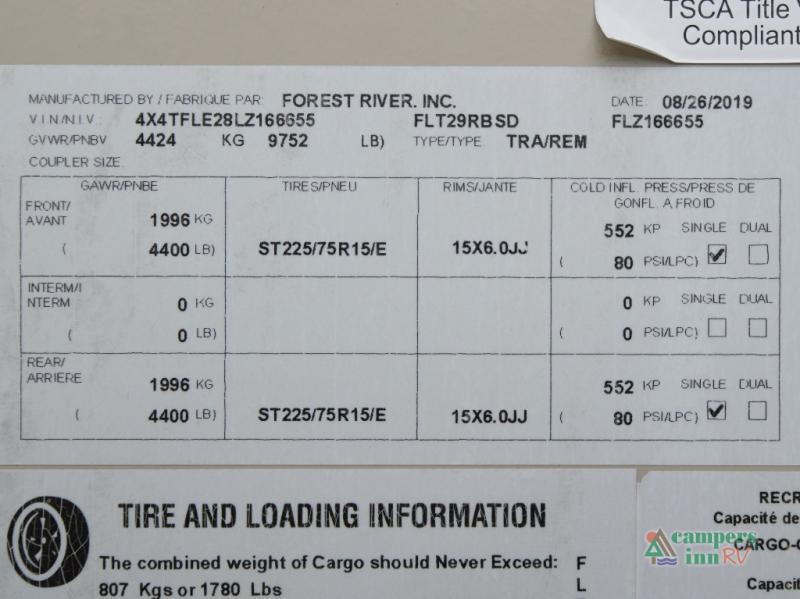 TSCA Title
Compliant
MANUFACTURED BY / FABRIQUE PAR: FOREST RIVER. INC. DATE: 08/26/2019
VIN/NIV: 4X4TFLE28LZ166655 FLT29RBSD FLZ166655
GVWR/PNBV 4424 KG 9752 LB) TYPE/TYPE TRA/REM
COUPLER SIZE
GAWR/PNBE TIRES/PNEU RIMS/JANTE COLD INFL. PRESS/PRESS DE
GONFL. A FROID
FRONT/
AVANT 1996 KG 552 KP SINGLE DUAL
( 4400 LB) ST225/75R15/E 15X6.0JJ ( 80 PSI/LPC)
INTERM/I
NTERM 0 KG 0 KP SINGLE DUAL
( 0 LB) ( 0 PSI/LPC)
REAR/
ARRIERE 1996 KG 552 KP SINGLE DUAL
( 4400 LB) ST225/75R15/E 15X6.0JJ ( 80 PSI/LPC)
TIRE AND LOADING INFORMATION
The combined weight of Cargo should Never Exceed: F
807 Kgs or 1780 Lbs L
RECR
Capacité de
CARGO-C
Capacit
campers
inn RV